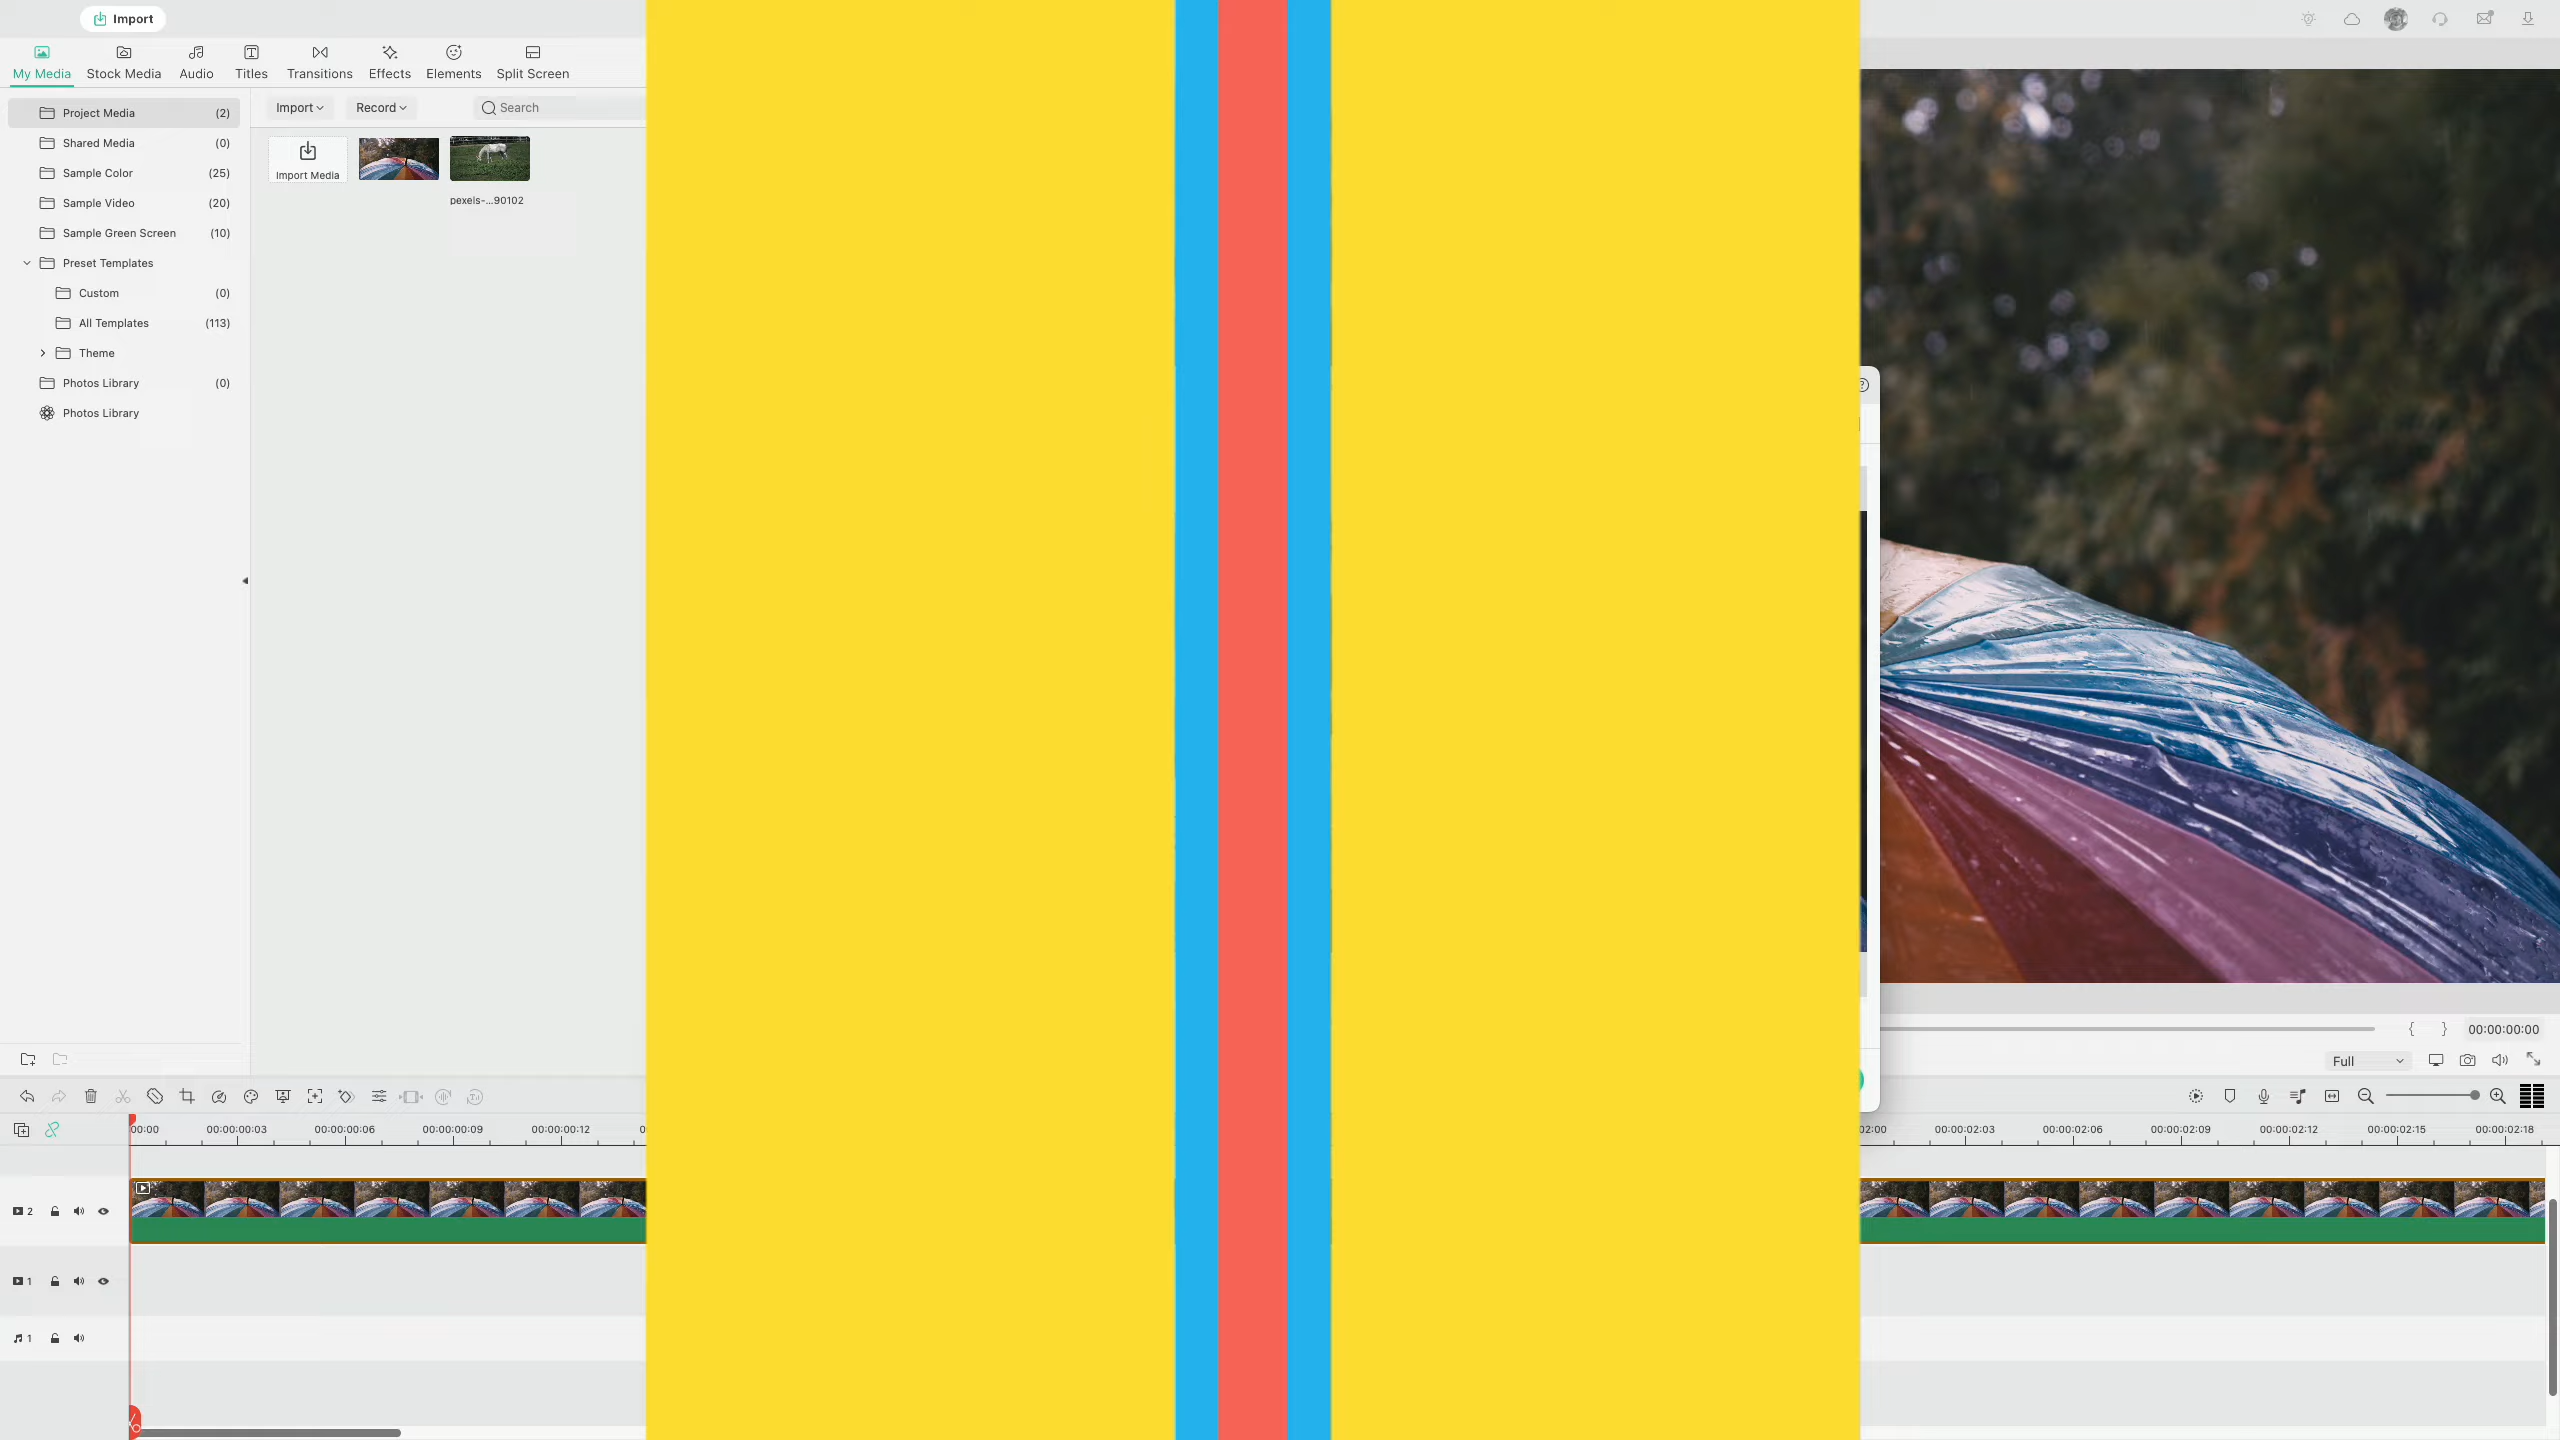 Import
My Media Stock Media Audio Titles Transitions Effects Elements Split Screen
Project Media (2)
Shared Media (0)
Sample Color (25)
Sample Video (20)
Sample Green Screen (10)
Preset Templates
Custom (0)
All Templates (113)
Theme
Photos Library (0)
Photos Library
Import Record Search
Import Media
pexels-...90102
00:00:00:00
Full
00:00 00:00:00:03 00:00:00:06 00:00:00:09 00:00:00:12
02:00 00:00:02:03 00:00:02:06 00:00:02:09 00:00:02:12 00:00:02:15 00:00:02:18
2
1
1